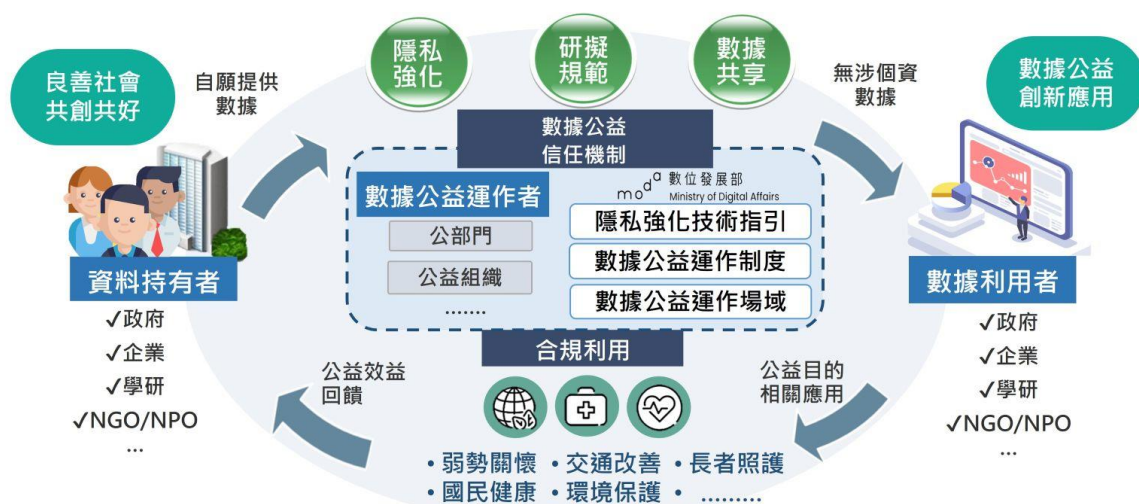 隱私
強化
研擬
規範
數據
共享
良善社會
共創共好
自願提供
數據
無涉個資
數據
數據公益
創新應用
數據公益
信任機制
數據公益運作者
公部門
公益組織
.......
moda 數位發展部
Ministry of Digital Affairs
隱私強化技術指引
數據公益運作制度
數據公益運作場域
資料持有者
✓政府
✓企業
✓學研
✓NGO/NPO
...
數據利用者
✓政府
✓企業
✓學研
✓NGO/NPO
...
合規利用
公益效益
回饋
公益目的
相關應用
•弱勢關懷 •交通改善 •長者照護
•國民健康 •環境保護 •.........